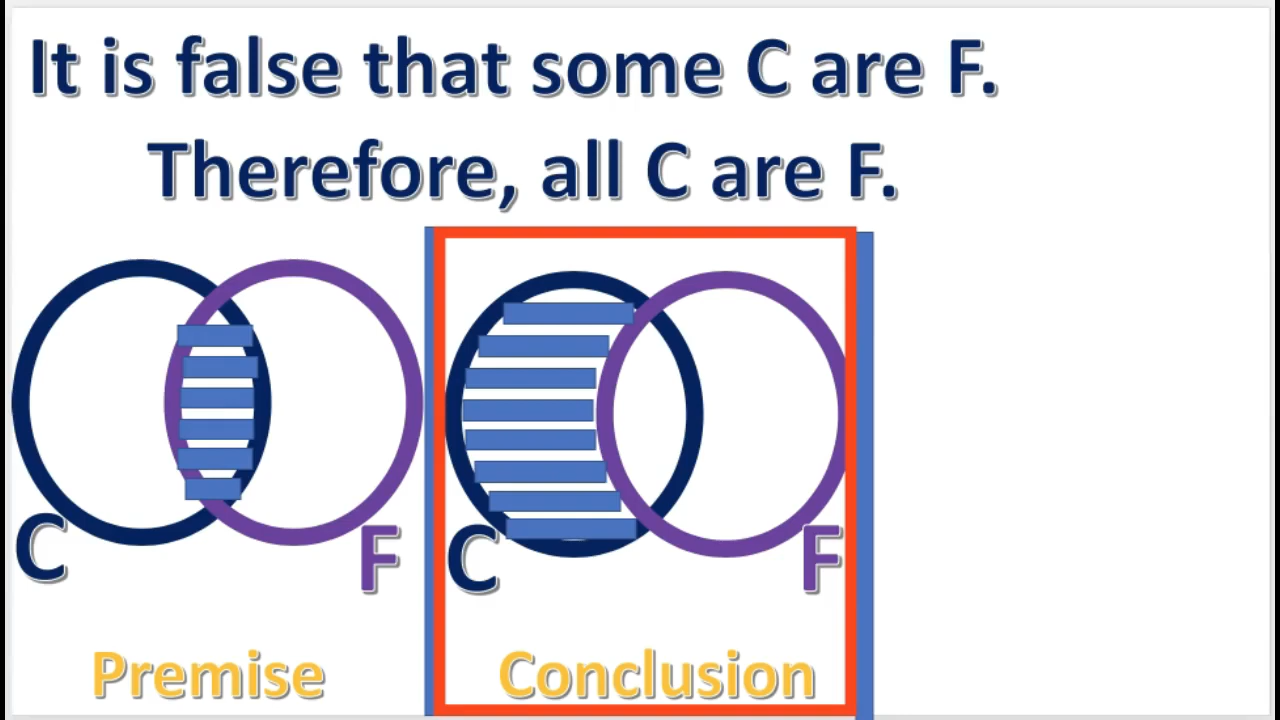 It is false that some C are F.
Therefore, all C are F.
C F C F
Premise Conclusion